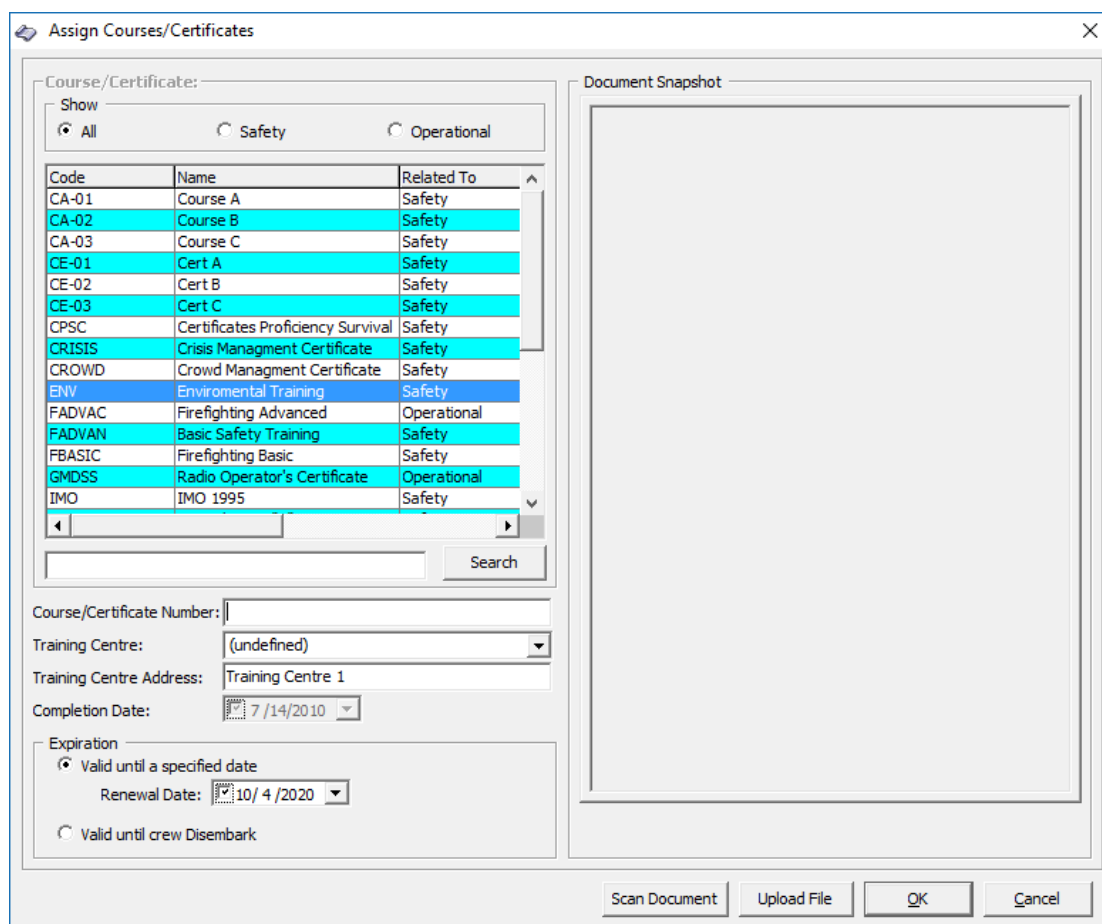 Assign Courses/Certificates
Course/Certificate:
Show
All Safety Operational
Code Name Related To
CA-01 Course A Safety
CA-02 Course B Safety
CA-03 Course C Safety
CE-01 Cert A Safety
CE-02 Cert B Safety
CE-03 Cert C Safety
CPSC Certificates Proficiency Survival Safety
CRISIS Crisis Managment Certificate Safety
CROWD Crowd Managment Certificate Safety
ENV Enviromental Training Safety
FADVAC Firefighting Advanced Operational
FADVAN Basic Safety Training Safety
FBASIC Firefighting Basic Safety
GMDSS Radio Operator's Certificate Operational
IMO IMO 1995 Safety
Search
Course/Certificate Number:
Training Centre: (undefined)
Training Centre Address: Training Centre 1
Completion Date: 7 /14/2010
Expiration
Valid until a specified date
Renewal Date: 10/ 4 /2020
Valid until crew Disembark
Document Snapshot
Scan Document Upload File OK Cancel